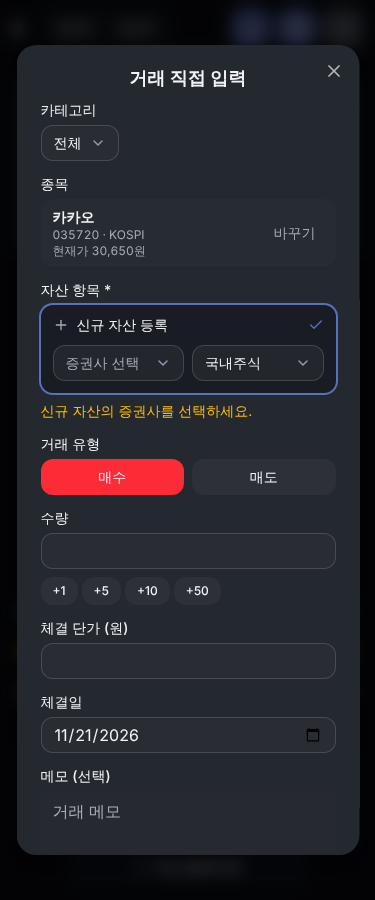 거래 직접 입력
카테고리
전체
종목
카카오
035720 · KOSPI
현재가 30,650원
바꾸기
자산 항목 *
신규 자산 등록
증권사 선택
국내주식
신규 자산의 증권사를 선택하세요.
거래 유형
매수
매도
수량
+1
+5
+10
+50
체결 단가 (원)
체결일
11/21/2026
메모 (선택)
거래 메모